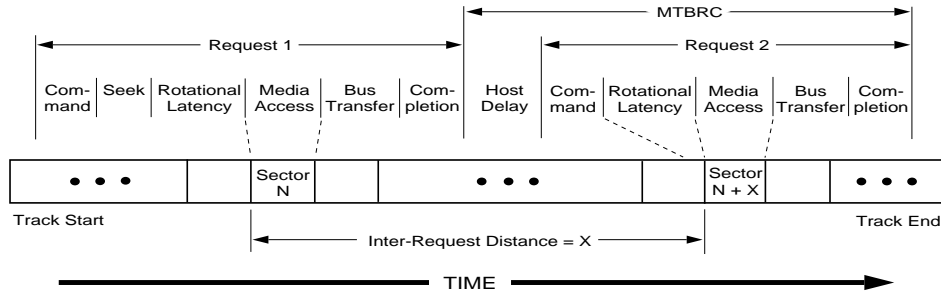 MTBRC
Request 1
Request 2
Com-
mand
Seek
Rotational
Latency
Media
Access
Bus
Transfer
Com-
pletion
Host
Delay
Com-
mand
Rotational
Latency
Media
Access
Bus
Transfer
Com-
pletion
• • •
Sector
N
• • •
Sector
N + X
• • •
Track Start
Track End
Inter-Request Distance = X
TIME